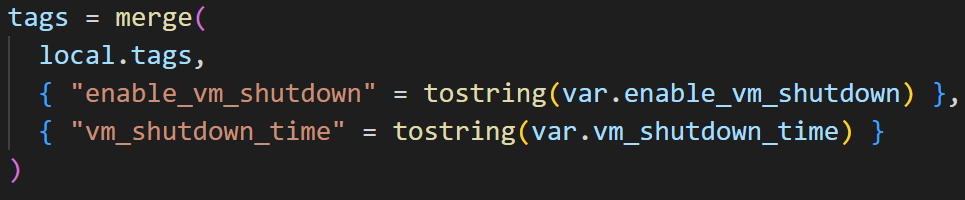 tags = merge(
  local.tags,
  { "enable_vm_shutdown" = tostring(var.enable_vm_shutdown) },
  { "vm_shutdown_time" = tostring(var.vm_shutdown_time) }
)